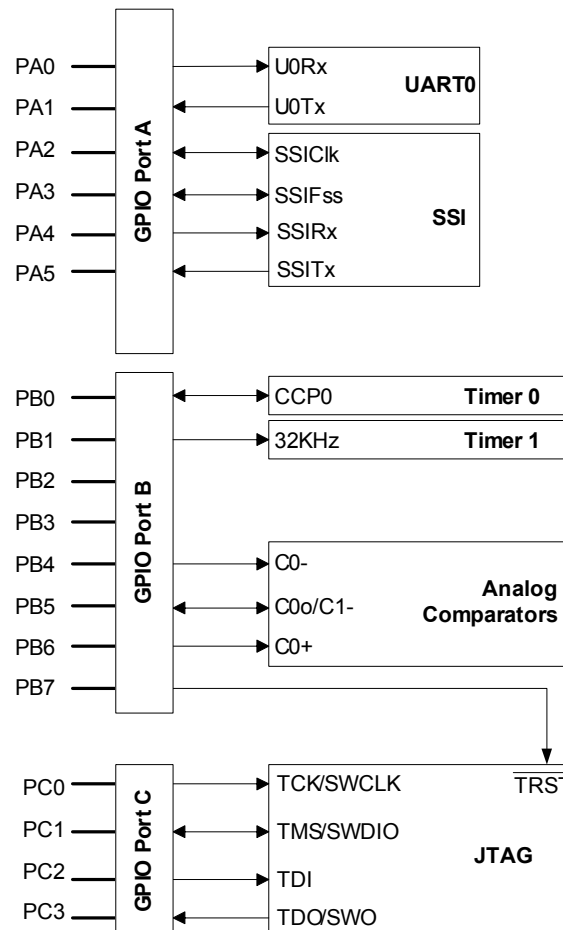 PA0
PA1
PA2
PA3
PA4
PA5
GPIO Port A
U0Rx
U0Tx
UART0
SSIClk
SSIFss
SSIRx
SSITx
SSI
PB0
PB1
PB2
PB3
PB4
PB5
PB6
PB7
GPIO Port B
CCP0 Timer 0
32KHz Timer 1
C0-
C0o/C1-
C0+
Analog
Comparators
PC0
PC1
PC2
PC3
GPIO Port C
TCK/SWCLK
TMS/SWDIO
TDI
TDO/SWO
TRST
JTAG